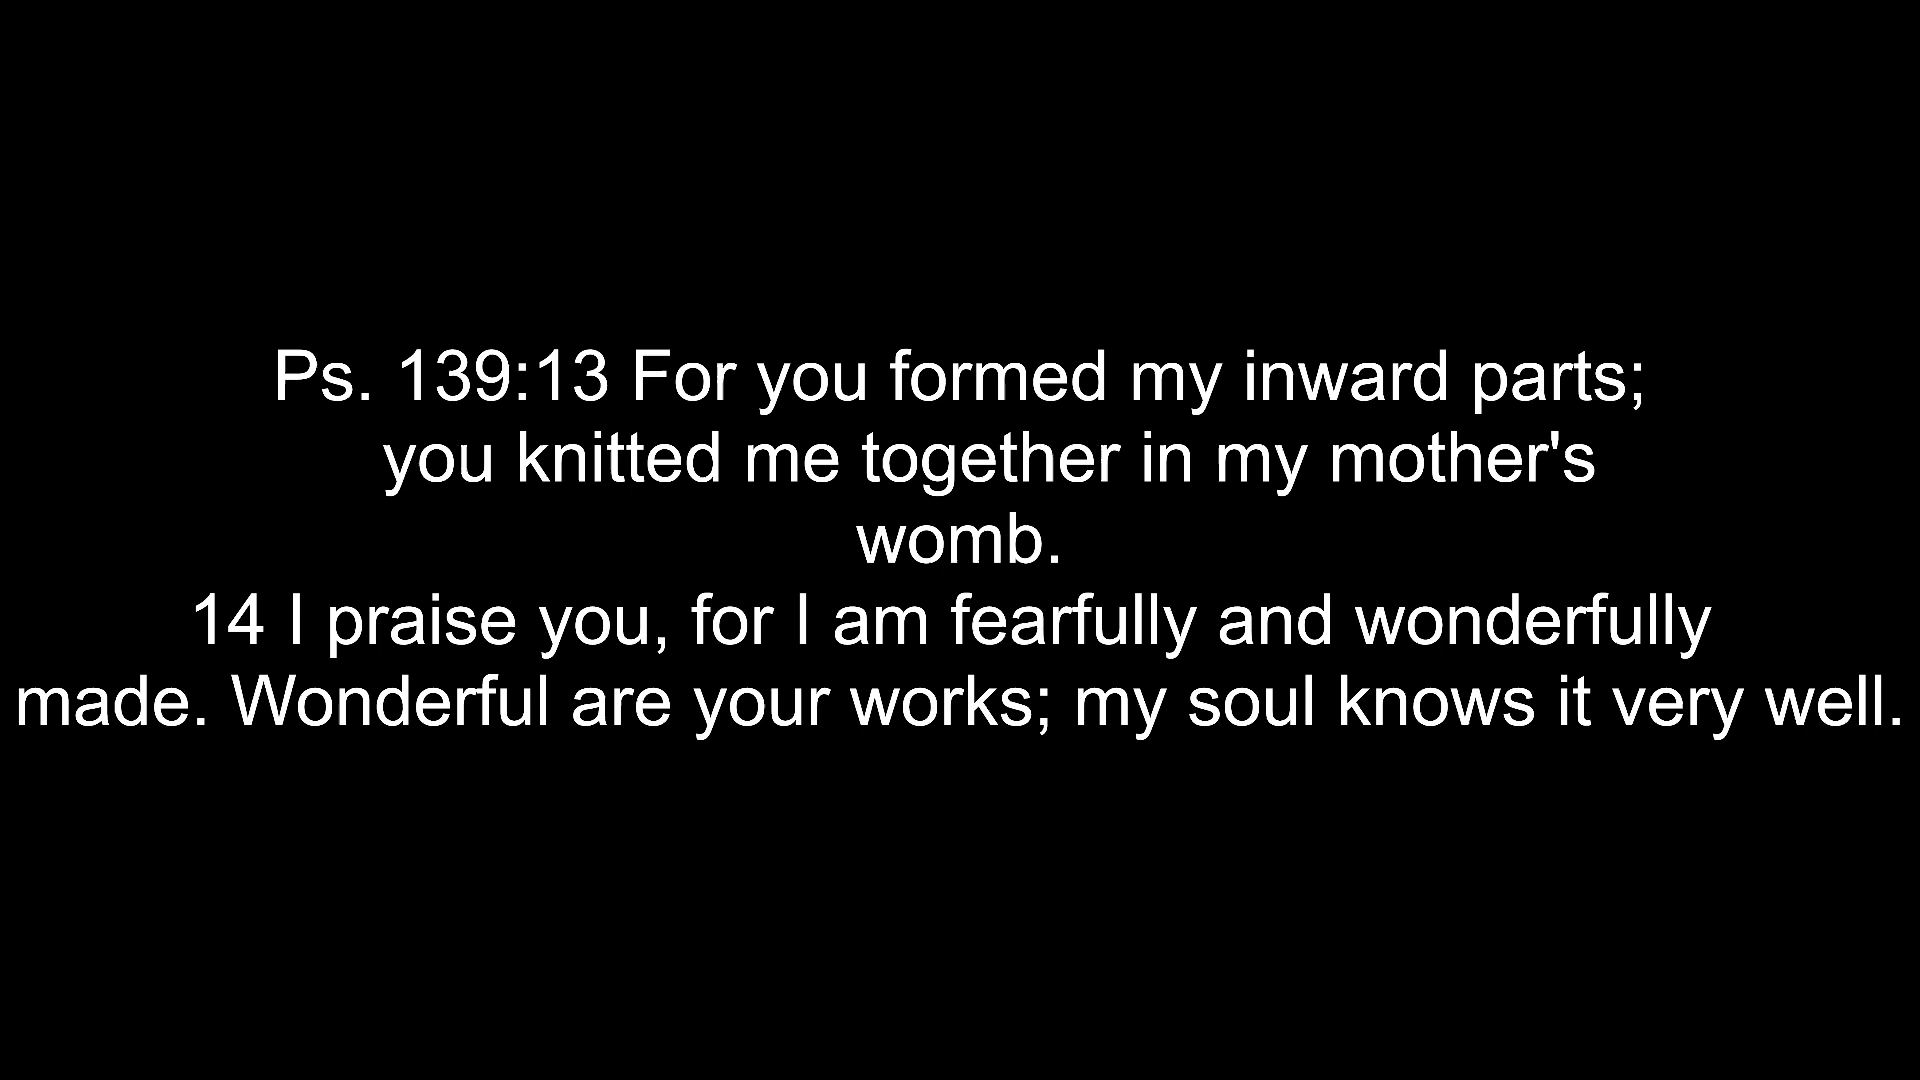 Ps. 139:13 For you formed my inward parts;
you knitted me together in my mother's
womb.
14 I praise you, for I am fearfully and wonderfully
made. Wonderful are your works; my soul knows it very well.